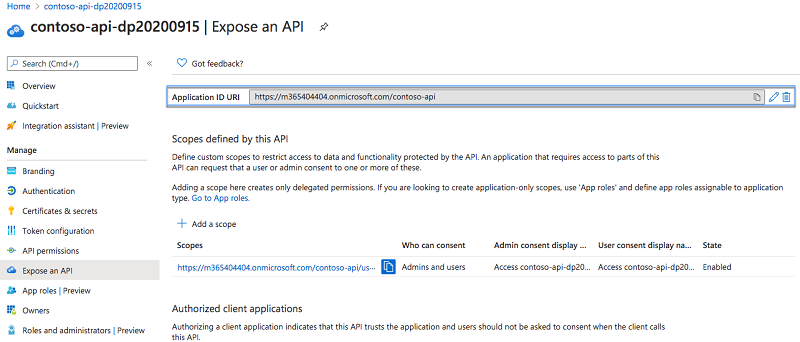 Home > contoso-api-dp20200915
contoso-api-dp20200915 | Expose an API
Search (Cmd+/) «
Got feedback?
Overview
Quickstart
Integration assistant | Preview
Manage
Branding
Authentication
Certificates & secrets
Token configuration
API permissions
Expose an API
App roles | Preview
Owners
Roles and administrators | Preview
Application ID URI https://m365404404.onmicrosoft.com/contoso-api
Scopes defined by this API
Define custom scopes to restrict access to data and functionality protected by the API. An application that requires access to parts of this
API can request that a user or admin consent to one or more of these.
Adding a scope here creates only delegated permissions. If you are looking to create application-only scopes, use 'App roles' and define app roles assignable to application
type. Go to App roles.
+ Add a scope
Scopes Who can consent Admin consent display ... User consent display na... State
https://m365404404.onmicrosoft.com/contoso-api/us... Admins and users Access contoso-api-dp20... Access contoso-api-dp20... Enabled
Authorized client applications
Authorizing a client application indicates that this API trusts the application and users should not be asked to consent when the client calls
this API.